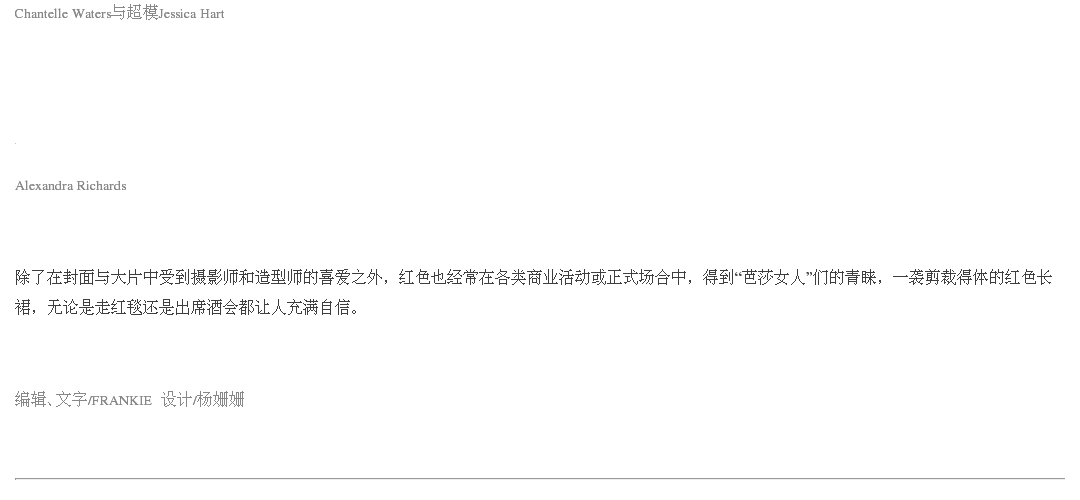 Chantelle Waters与超模Jessica Hart
Alexandra Richards
除了在封面与大片中受到摄影师和造型师的喜爱之外，红色也经常在各类商业活动或正式场合中，得到“芭莎女人”们的青睐，一袭剪裁得体的红色长
裙，无论是走红毯还是出席酒会都让人充满自信。
编辑、文字/FRANKIE  设计/杨姗姗